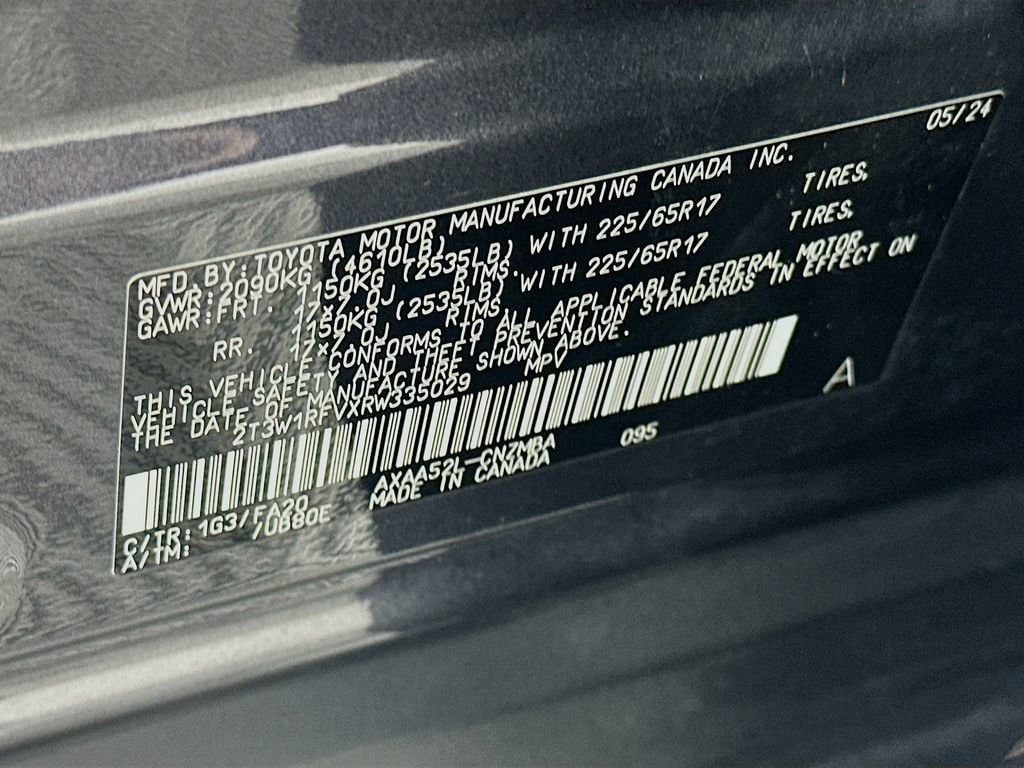 05/24
MFD. BY: TOYOTA MOTOR MANUFACTURING CANADA INC.
GVWR: 2090KG (4610LB)
GAWR: FRT. 1150KG (2535LB) WITH 225/65R17 TIRES,
17x7.0J RIMS.
RR. 1150KG (2535LB) WITH 225/65R17 TIRES,
17x7.0J RIMS.
THIS VEHICLE CONFORMS TO ALL APPLICABLE FEDERAL MOTOR
VEHICLE SAFETY AND THEFT PREVENTION STANDARDS IN EFFECT ON
THE DATE OF MANUFACTURE SHOWN ABOVE.
2T3W1RFVXRW335029 MPV
A
C/TR: 1G3/FA20 AXAA52L-CNZMBA 095
A/TM: /UB80E MADE IN CANADA